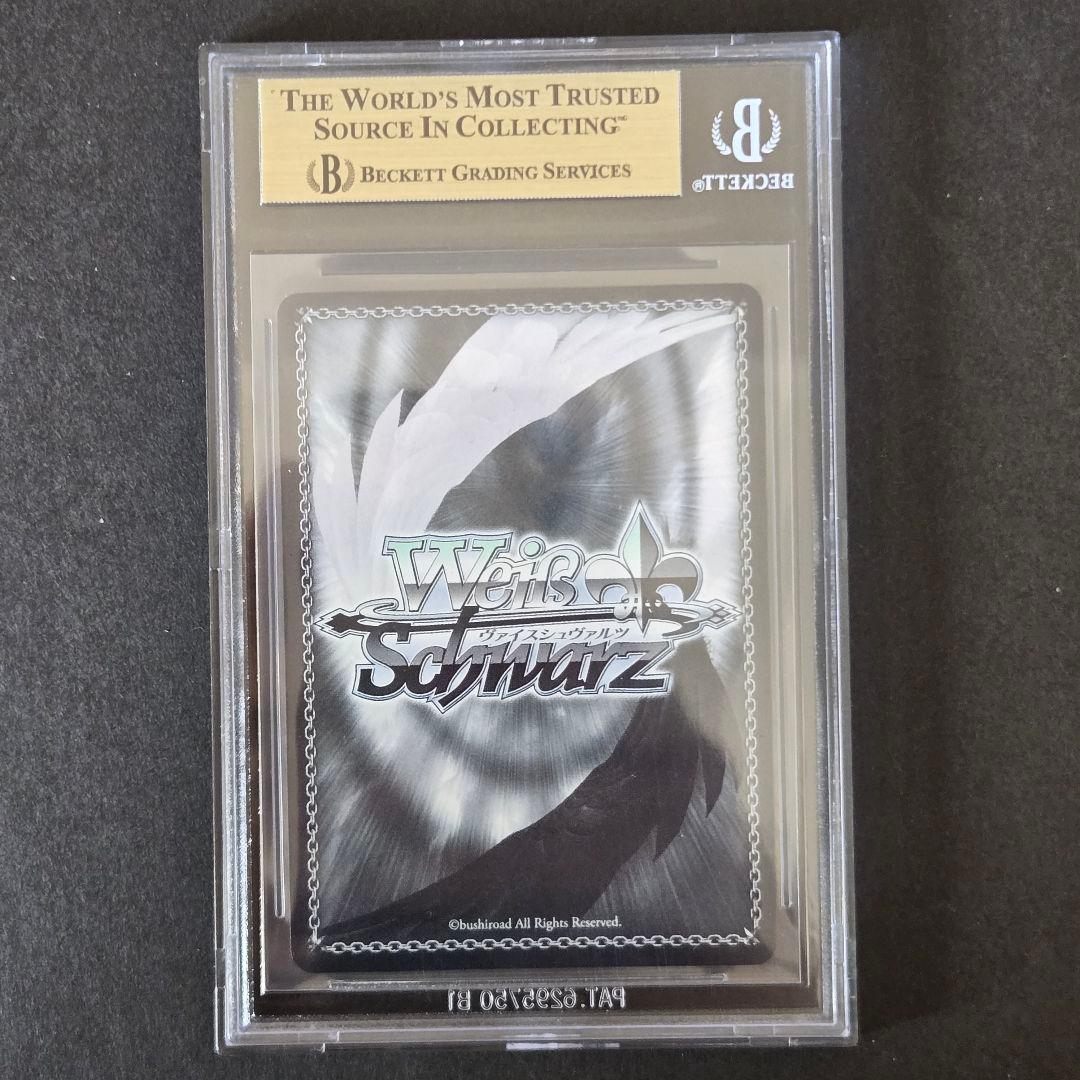 THE WORLD'S MOST TRUSTED
SOURCE IN COLLECTING™
B BECKETT GRADING SERVICES
B
BECKETT®
Weiß
ヴァイスシュヴァルツ
Schwarz
©bushiroad All Rights Reserved.
PAT.6295750 B1